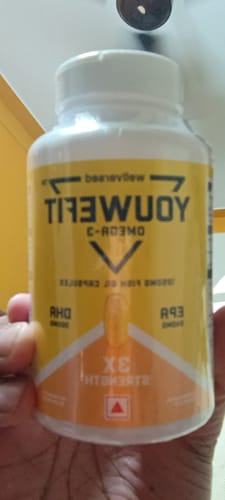 wellversed
YOUWEFIT
OMEGA-3
FISH OIL CAPSULES
EPA
DHA
3X
STRENGTH